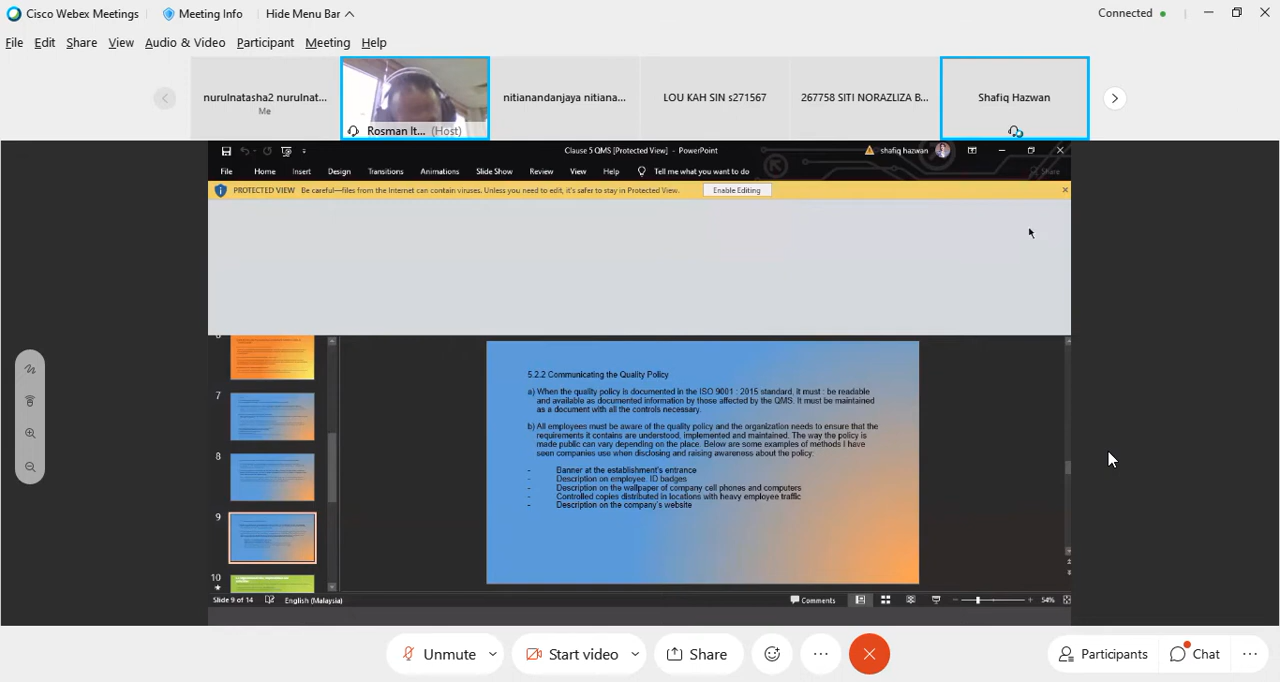 Cisco Webex Meetings
Meeting Info
Hide Menu Bar
Connected
File Edit Share View Audio & Video Participant Meeting Help
nurulnatasha2 nurulnat...
Me
Rosman It... (Host)
nitianandanjaya nitiana...
LOU KAH SIN s271567
267758 SITI NORAZLIZA B...
Shafiq Hazwan
Clause 5 QMS [Protected View] - PowerPoint
shafiq hazwan
File Home Insert Design Transitions Animations Slide Show Review View Help Tell me what you want to do Share
PROTECTED VIEW Be careful—files from the Internet can contain viruses. Unless you need to edit, it's safer to stay in Protected View. Enable Editing
7
8
9
10
5.2.2 Communicating the Quality Policy
a) When the quality policy is documented in the ISO 9001 : 2015 standard, it must : be readable
and available as documented information by those affected by the QMS. It must be maintained
as a document with all the controls necessary.
b) All employees must be aware of the quality policy and the organization needs to ensure that the
requirements it contains are understood, implemented and maintained. The way the policy is
made public can vary depending on the place. Below are some examples of methods I have
seen companies use when disclosing and raising awareness about the policy:
- Banner at the establishment's entrance
- Description on employee. ID badges
- Description on the wallpaper of company cell phones and computers
- Controlled copies distributed in locations with heavy employee traffic
- Description on the company's website
Slide 9 of 14 English (Malaysia) Comments 54%
Unmute Start video Share Participants Chat